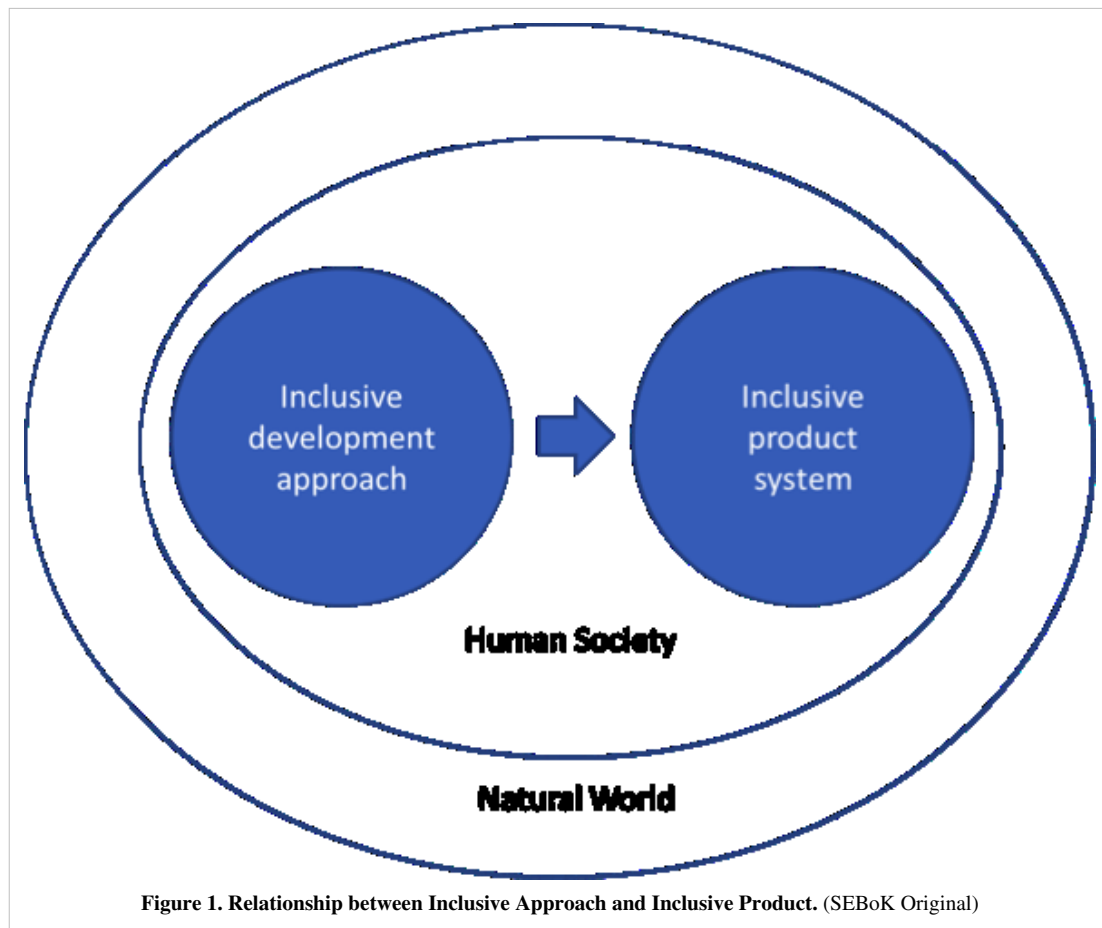 Inclusive
development
approach
Inclusive
product
system
Human Society
Natural World
Figure 1. Relationship between Inclusive Approach and Inclusive Product. (SEBoK Original)